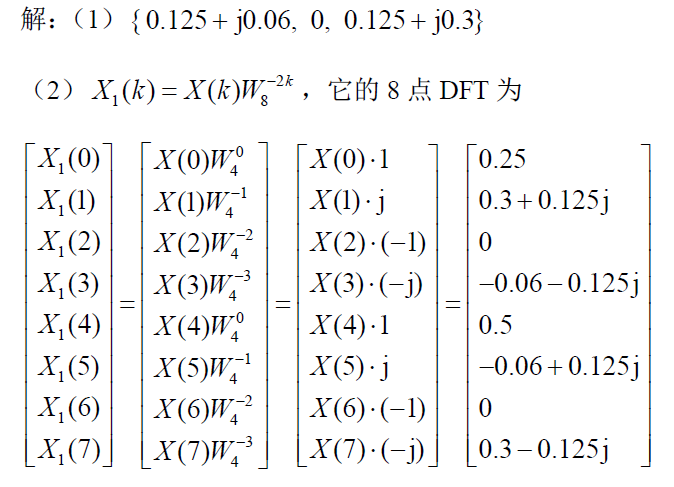 解：（1）{0.125 + j0.06, 0, 0.125 + j0.3}
（2）X₁(k) = X(k)W₈⁻²ᵏ，它的 8 点 DFT 为
X₁(0) X(0)W₄⁰ X(0)·1 0.25
X₁(1) X(1)W₄⁻¹ X(1)·j 0.3 + 0.125j
X₁(2) X(2)W₄⁻² X(2)·(−1) 0
X₁(3) X(3)W₄⁻³ X(3)·(−j) −0.06 − 0.125j
= = =
X₁(4) X(4)W₄⁰ X(4)·1 0.5
X₁(5) X(5)W₄⁻¹ X(5)·j −0.06 + 0.125j
X₁(6) X(6)W₄⁻² X(6)·(−1) 0
X₁(7) X(7)W₄⁻³ X(7)·(−j) 0.3 − 0.125j